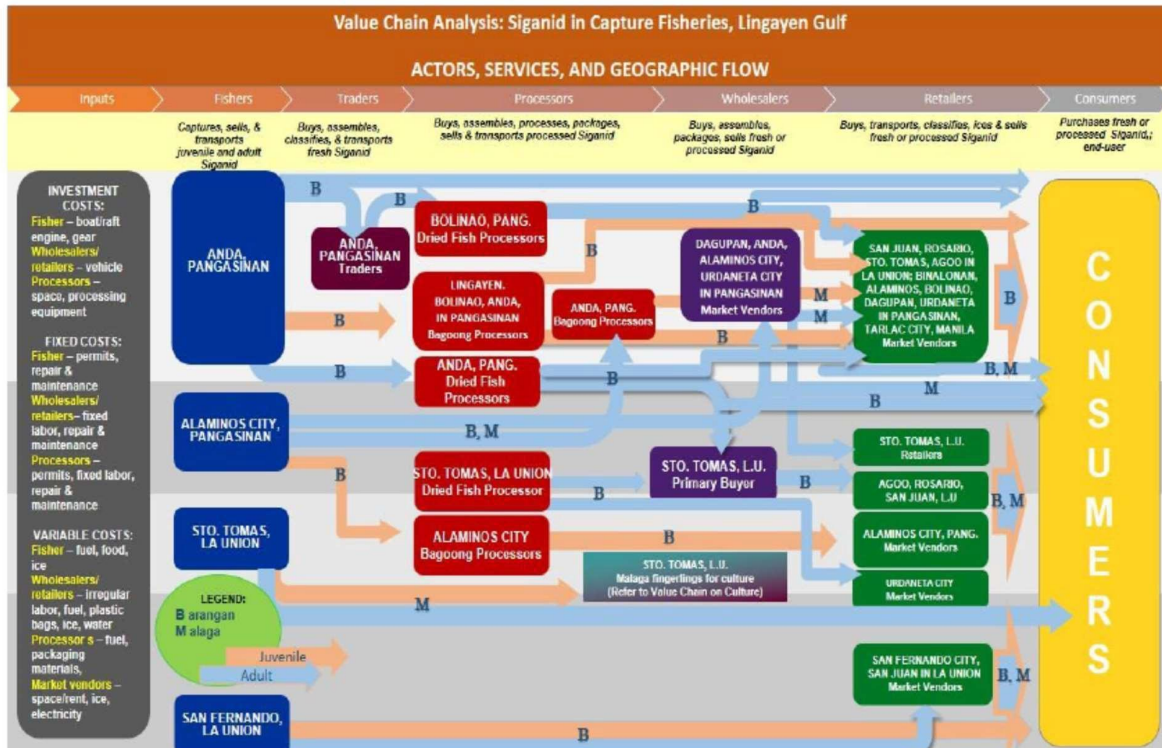 Value Chain Analysis: Siganid in Capture Fisheries, Lingayen Gulf
ACTORS, SERVICES, AND GEOGRAPHIC FLOW
Inputs
Fishers
Traders
Processors
Wholesalers
Retailers
Consumers
Captures, sells, &
transports
juvenile and adult
Siganid
Buys, assembles,
classifies, & transports
fresh Siganid
Buys, assembles, processes, packages,
sells & transports processed Siganid
Buys, assembles,
packages, sells fresh or
processed Siganid
Buys, transports, classifies, ices & sells
fresh or processed Siganid
Purchases fresh or
processed Siganid,;
end-user
INVESTMENT
COSTS:
Fisher – boat/raft
engine, gear
Wholesalers/
retailers – vehicle
Processors –
space, processing
equipment
FIXED COSTS:
Fisher – permits,
repair &
maintenance
Wholesalers/
retailers– fixed
labor, repair &
maintenance
Processors –
permits, fixed labor,
repair &
maintenance
VARIABLE COSTS:
Fisher – fuel, food,
ice
Wholesalers/
retailers – irregular
labor, fuel, plastic
bags, ice, water
Processor s – fuel,
packaging
materials,
Market vendors –
space/rent, ice,
electricity
ANDA,
PANGASINAN
ALAMINOS CITY,
PANGASINAN
STO. TOMAS,
LA UNION
LEGEND:
B arangan
M alaga
Juvenile
Adult
SAN FERNANDO,
LA UNION
B
B
B
B
B
ANDA,
PANGASINAN
Traders
BOLINAO, PANG.
Dried Fish Processors
LINGAYEN.
BOLINAO, ANDA,
IN PANGASINAN
Bagoong Processors
ANDA, PANG.
Dried Fish
Processors
ANDA, PANG.
Bagoong Processors
STO. TOMAS, LA UNION
Dried Fish Processor
ALAMINOS CITY
Bagoong Processors
B, M
M
B
B
B
B
B
STO. TOMAS, L.U.
Malaga fingerlings for culture
(Refer to Value Chain on Culture)
DAGUPAN, ANDA,
ALAMINOS CITY,
URDANETA CITY
IN PANGASINAN
Market Vendors
STO. TOMAS, L.U.
Primary Buyer
B
M
M
B
B
B
SAN JUAN, ROSARIO,
STO. TOMAS, AGOO IN
LA UNION; BINALONAN,
ALAMINOS, BOLINAO,
DAGUPAN, URDANETA
IN PANGASINAN,
TARLAC CITY, MANILA
Market Vendors
STO. TOMAS, L.U.
Retailers
AGOO, ROSARIO,
SAN JUAN, L.U
ALAMINOS CITY, PANG.
Market Vendors
URDANETA CITY
Market Vendors
SAN FERNANDO CITY,
SAN JUAN IN LA UNION
Market Vendors
B
B, M
M
B
B, M
B, M
CONSUMERS